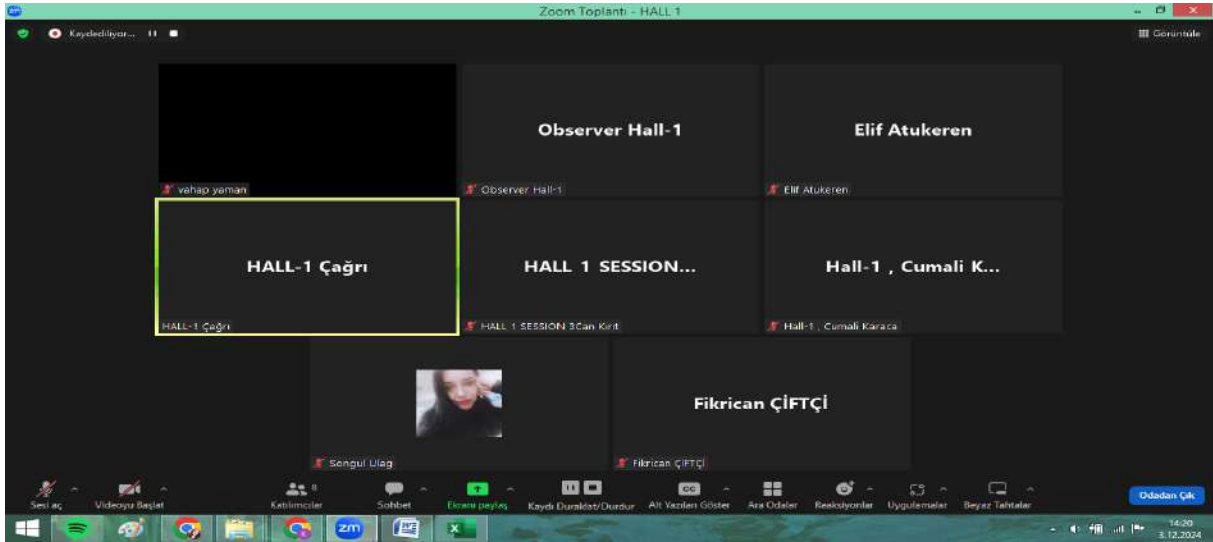 Zoom Toplantı - HALL 1
Kaydediliyor...
Görüntüle
Observer Hall-1
Elif Atukeren
vahap yaman
Observer Hall-1
Elif Atukeren
HALL-1 Çağrı
HALL 1 SESSION...
Hall-1 , Cumali K...
HALL-1 Çağrı
HALL 1 SESSION 3Can Kırıt
Hall-1 , Cumali Karaca
Fikrican ÇİFTÇİ
Songul Ulag
Fikrican ÇİFTÇİ
8
CC
Sesi aç
Videoyu Başlat
Katılımcılar
Sohbet
Ekranı paylaş
Kaydı Duraklat/Durdur
Alt Yazıları Göster
Ara Odalar
Reaksiyonlar
Uygulamalar
Beyaz Tahtalar
Odadan Çık
zm
14:20
3.12.2024